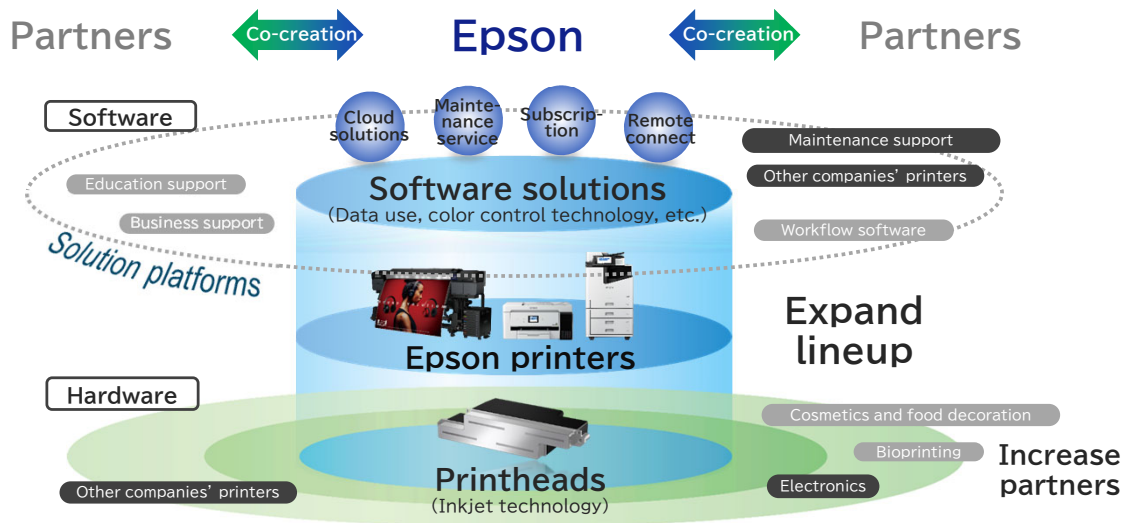 Partners
Co-creation
Epson
Co-creation
Partners
Software
Cloud
solutions
Mainte-
nance
service
Subscrip-
tion
Remote
connect
Maintenance support
Other companies' printers
Education support
Software solutions
(Data use, color control technology, etc.)
Business support
Workflow software
Solution platforms
Expand
lineup
Epson printers
Hardware
Cosmetics and food decoration
Bioprinting
Increase
partners
Printheads
(Inkjet technology)
Other companies' printers
Electronics